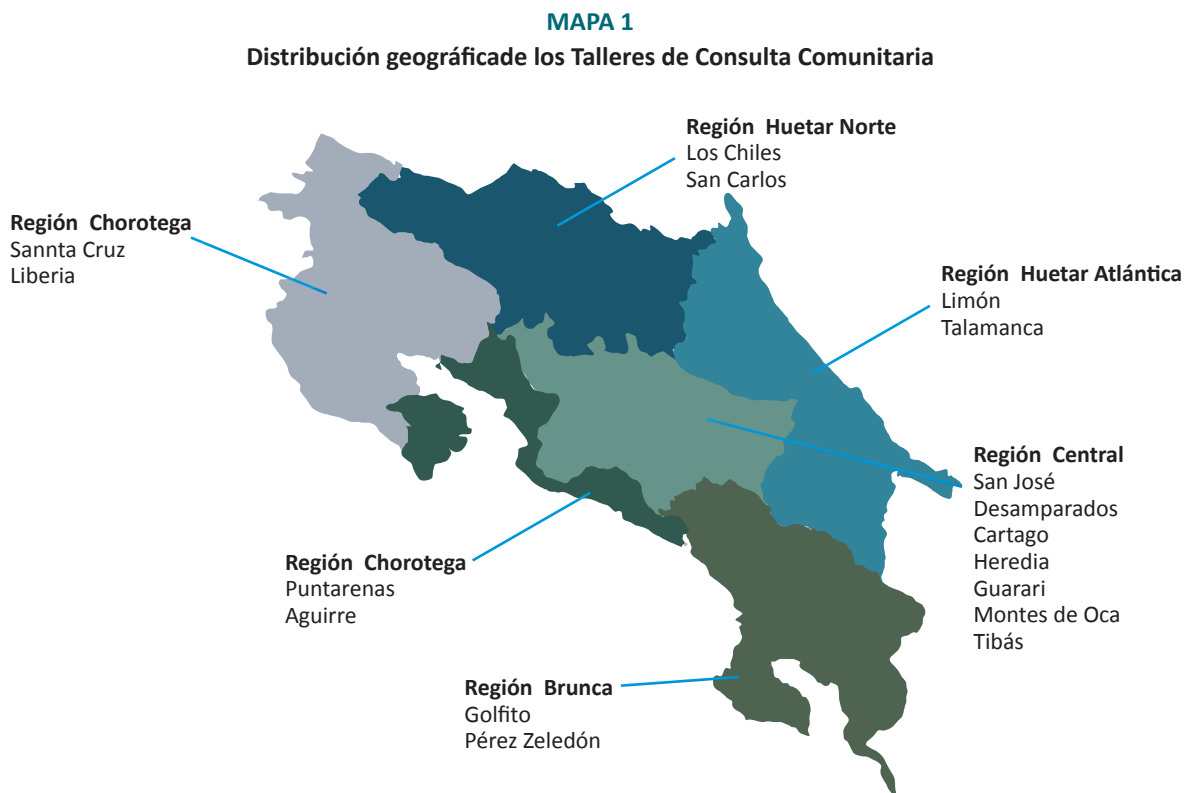 MAPA 1
Distribución geográficade los Talleres de Consulta Comunitaria
Región Huetar Norte
Los Chiles
San Carlos
Región Chorotega
Sannta Cruz
Liberia
Región Huetar Atlántica
Limón
Talamanca
Región Central
San José
Desamparados
Cartago
Heredia
Guarari
Montes de Oca
Tibás
Región Chorotega
Puntarenas
Aguirre
Región Brunca
Golfito
Pérez Zeledón